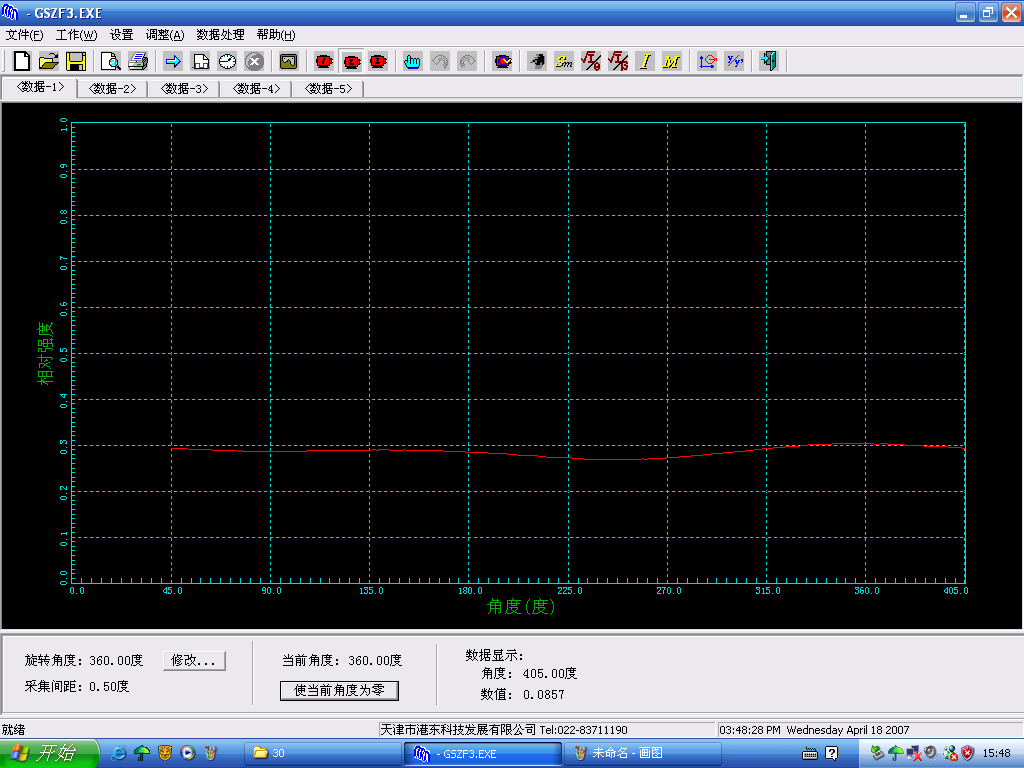 - GSZF3.EXE
文件(F) 工作(W) 设置 调整(A) 数据处理 帮助(H)
<数据-1> <数据-2> <数据-3> <数据-4> <数据-5>
1.0
0.9
0.8
0.7
0.6
0.5
0.4
0.3
0.2
0.1
0.0
相对强度
0.0 45.0 90.0 135.0 180.0 225.0 270.0 315.0 360.0 405.0
角度(度)
旋转角度: 360.00度 修改...
采集间距: 0.50度
当前角度: 360.00度
使当前角度为零
数据显示:
角度: 405.00度
数值: 0.0857
就绪 天津市港东科技发展有限公司 Tel:022-83711190 03:48:28 PM Wednesday April 18 2007
开始 30 - GSZF3.EXE 未命名 - 画图 15:48